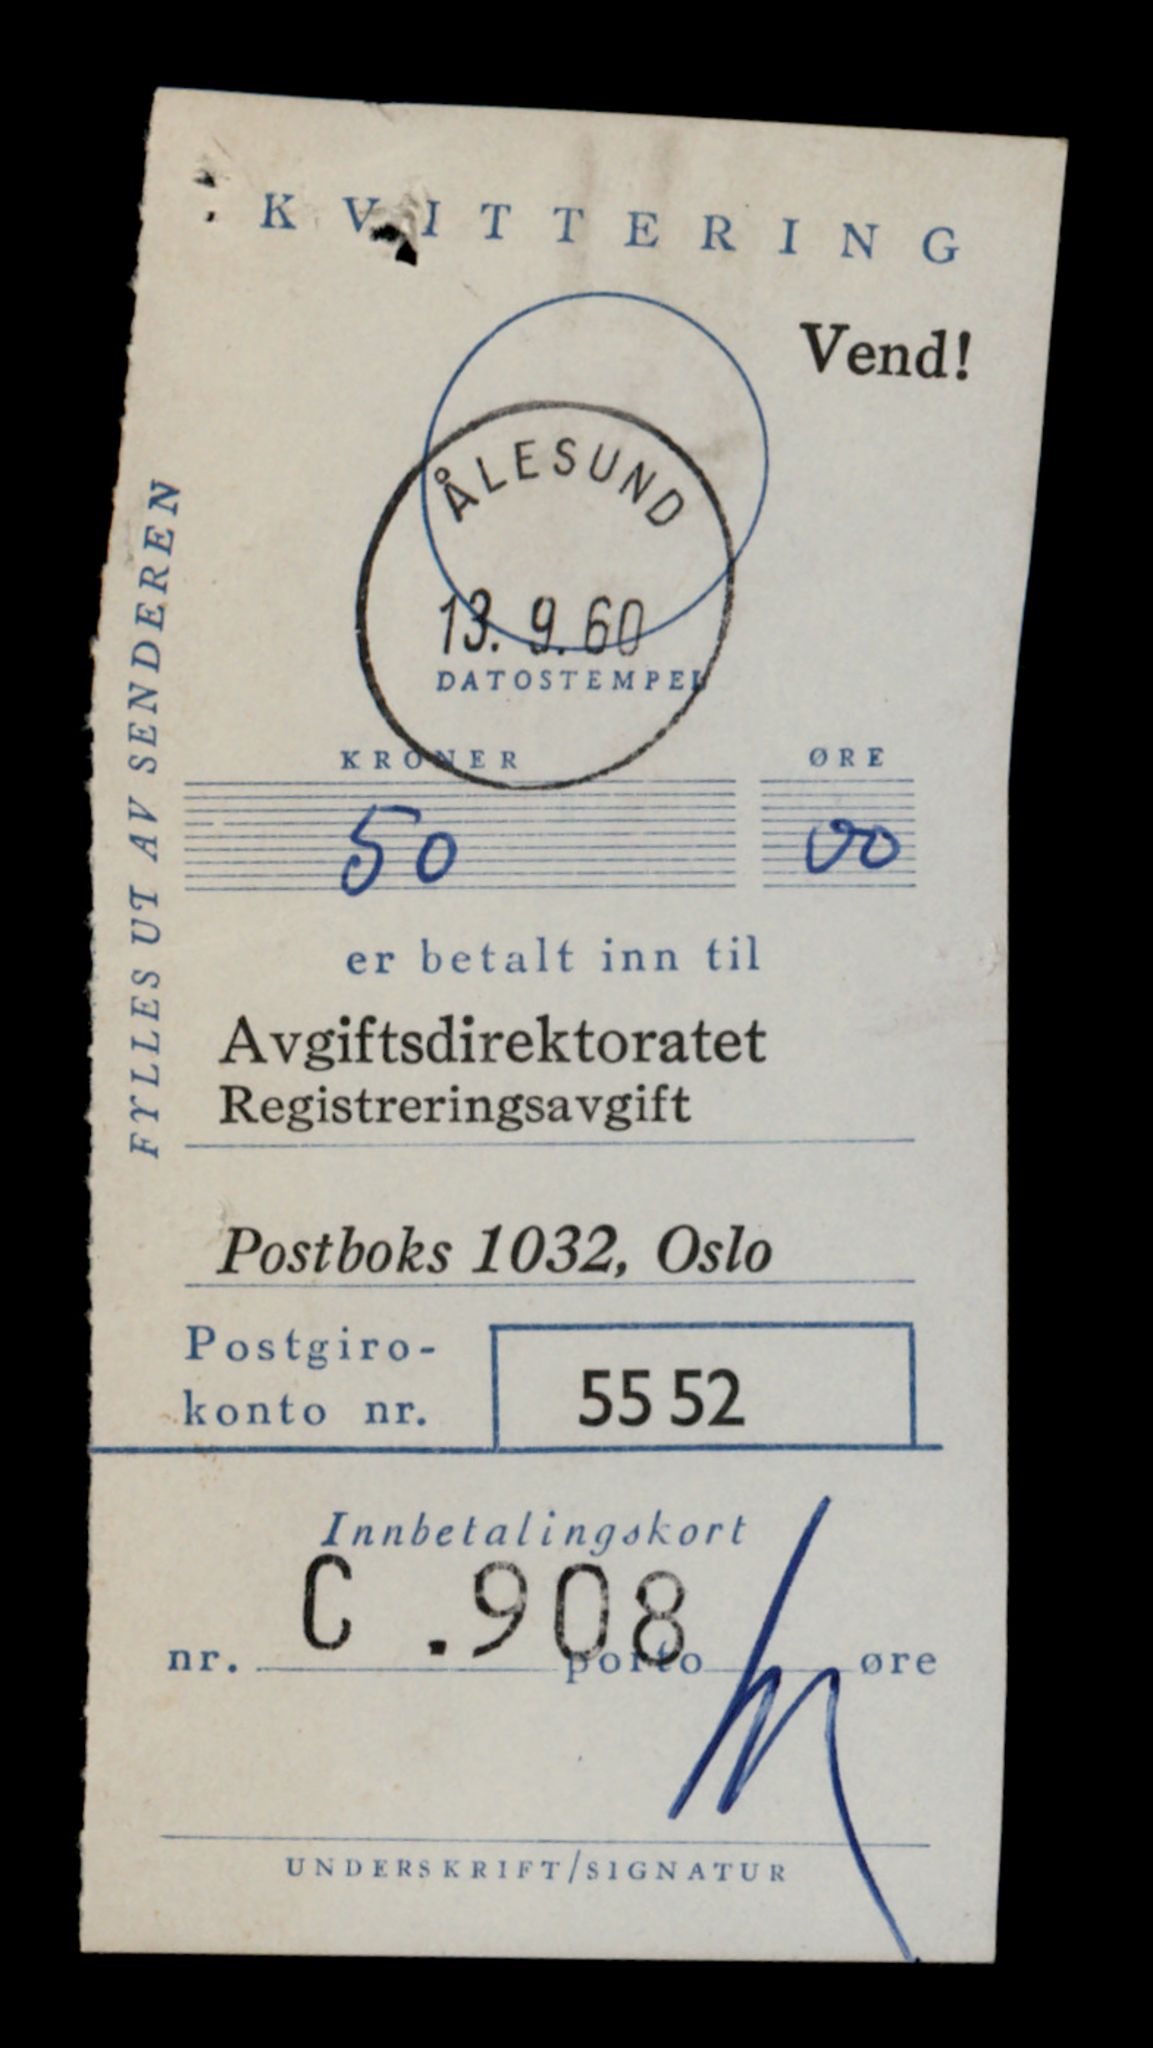 KVITTERING
Vend!
ÅLESUND
13. 9. 60
DATOSTEMPEL
FYLLES UT AV SENDEREN
KRONER ØRE
50 00
er betalt inn til
Avgiftsdirektoratet
Registreringsavgift
Postboks 1032, Oslo
Postgiro-
konto nr. 55 52
Innbetalingskort
C .908
nr. porto øre
UNDERSKRIFT/SIGNATUR